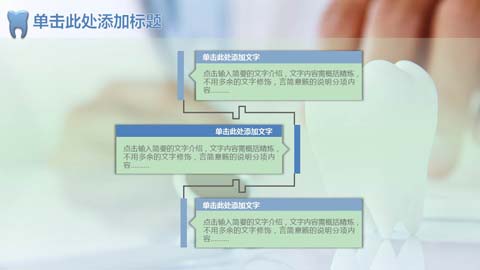 单击此处添加标题
单击此处添加文字
点击输入简要的文字介绍，文字内容需概括精炼，
不用多余的文字修饰，言简意赅的说明分项内
容……….
单击此处添加文字
点击输入简要的文字介绍，文字内容需概括精炼，
不用多余的文字修饰，言简意赅的说明分项内
容……….
单击此处添加文字
点击输入简要的文字介绍，文字内容需概括精炼，
不用多余的文字修饰，言简意赅的说明分项内
容……….